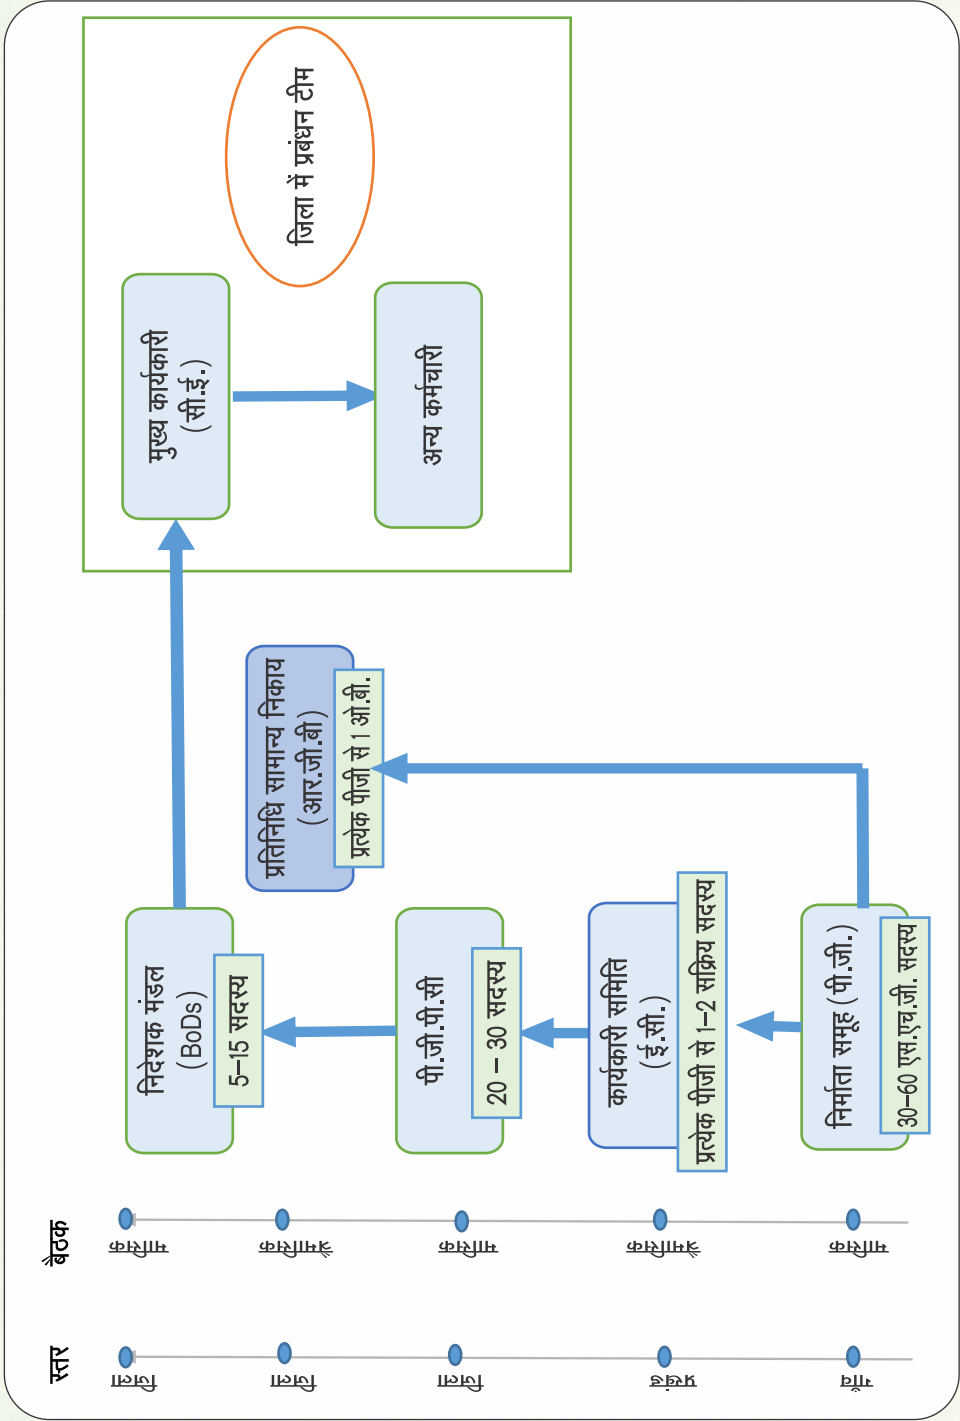 स्तर
बैठक
जिला
मासिक
निदेशक मंडल
(BoDs)
5–15 सदस्य
मुख्य कार्यकारी
(सी.ई.)
जिला में प्रबंधन टीम
अन्य कर्मचारी
जिला
त्रैमासिक
प्रतिनिधि सामान्य निकाय
(आर.जी.बी)
प्रत्येक पीजी से 1 ओ.बी.
जिला
मासिक
पी.जी.पी.सी
20 – 30 सदस्य
प्रखंड
त्रैमासिक
कार्यकारी समिति
(ई.सी.)
प्रत्येक पीजी से 1–2 सक्रिय सदस्य
गाँव
मासिक
निर्माता समूह (पी.जी.)
30–60 एस.एच.जी. सदस्य